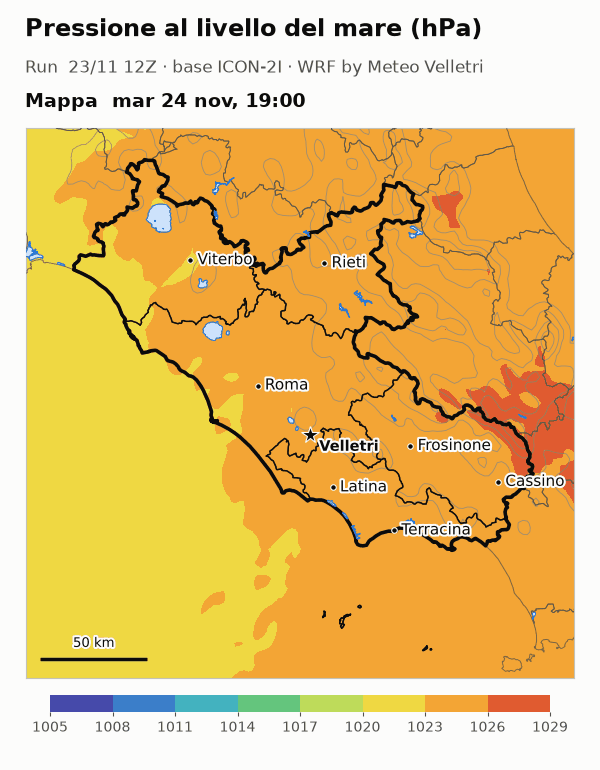 Pressione al livello del mare (hPa)
Run  23/11 12Z · base ICON-2I · WRF by Meteo Velletri
Mappa  mar 24 nov, 19:00
Viterbo
Rieti
Roma
Velletri
Frosinone
Latina
Cassino
Terracina
50 km
1005 1008 1011 1014 1017 1020 1023 1026 1029